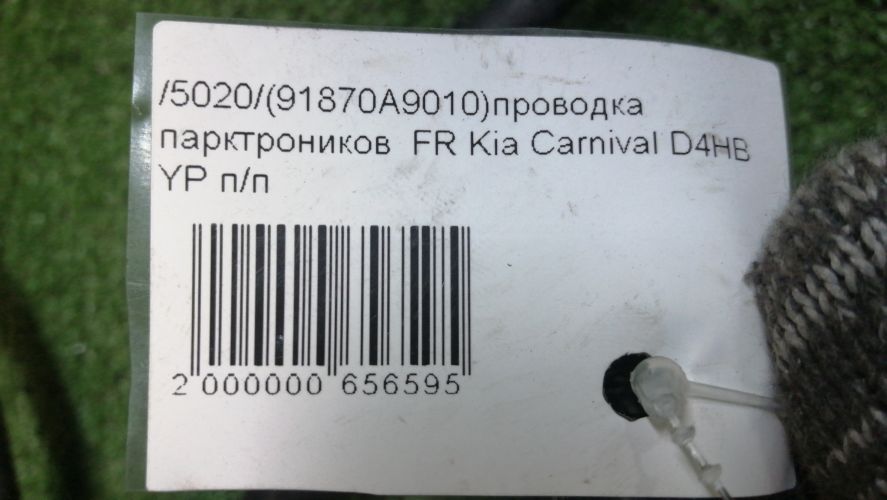 /5020/(91870A9010)проводка
парктроников FR Kia Carnival D4HB
YP п/п
2 000000 656595